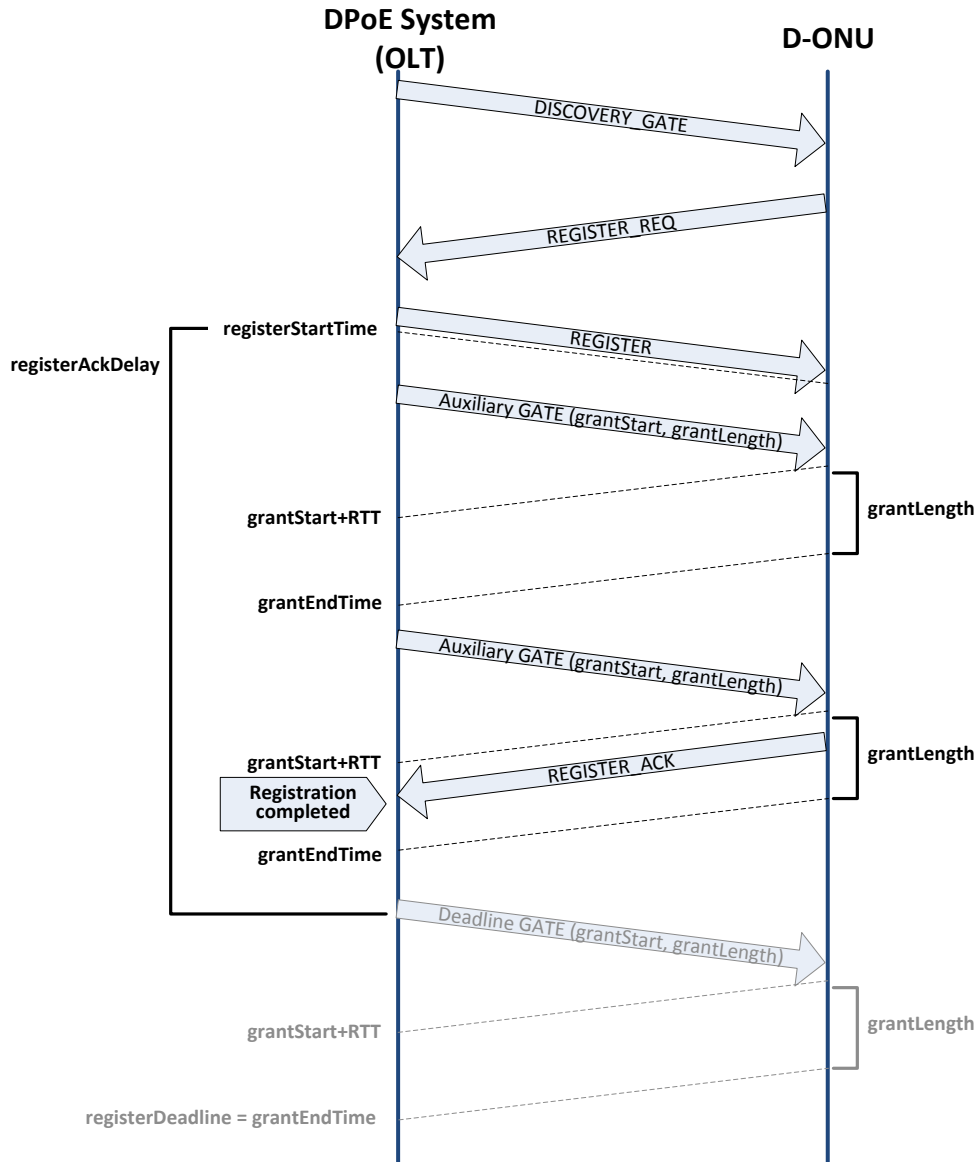 DPoE System
(OLT)
D-ONU
DISCOVERY_GATE
REGISTER_REQ
registerStartTime
REGISTER
registerAckDelay
Auxiliary GATE (grantStart, grantLength)
grantLength
grantStart+RTT
grantEndTime
Auxiliary GATE (grantStart, grantLength)
grantStart+RTT
grantLength
REGISTER_ACK
Registration
completed
grantEndTime
Deadline GATE (grantStart, grantLength)
grantStart+RTT
grantLength
registerDeadline = grantEndTime